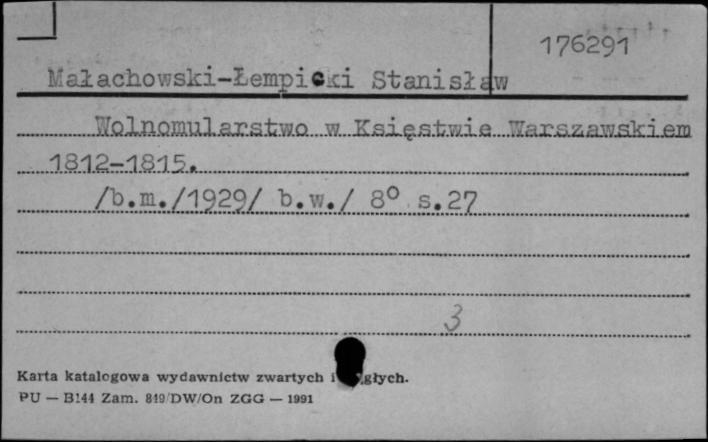 176291
Małachowski-Łempicki Stanisław
Wolnomularstwo w Księstwie Warszawskiem
1812-1815.
/b.m./1929/ b.w./ 8° s.27
3
Karta katalogowa wydawnictw zwartych i głych.
PU — B144 Zam. 849/DW/On ZGG — 1991